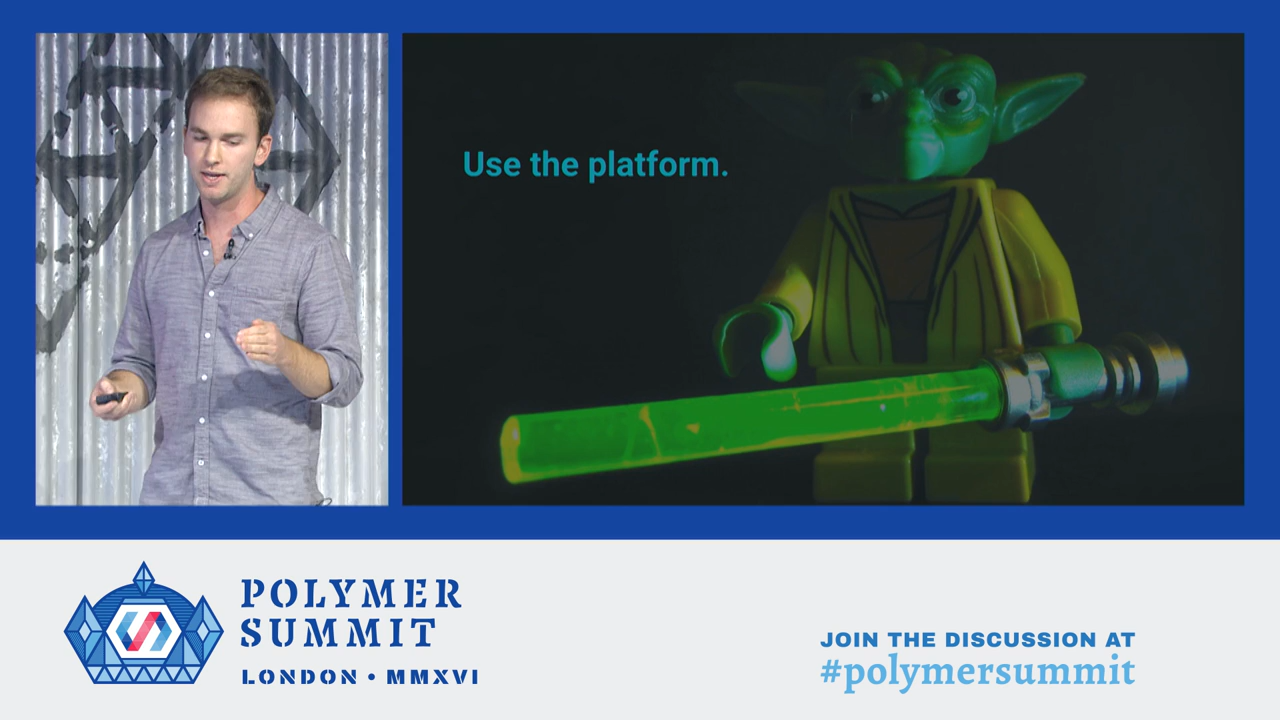 Use the platform.
POLYMER
SUMMIT
LONDON • MMXVI
JOIN THE DISCUSSION AT
#polymersummit